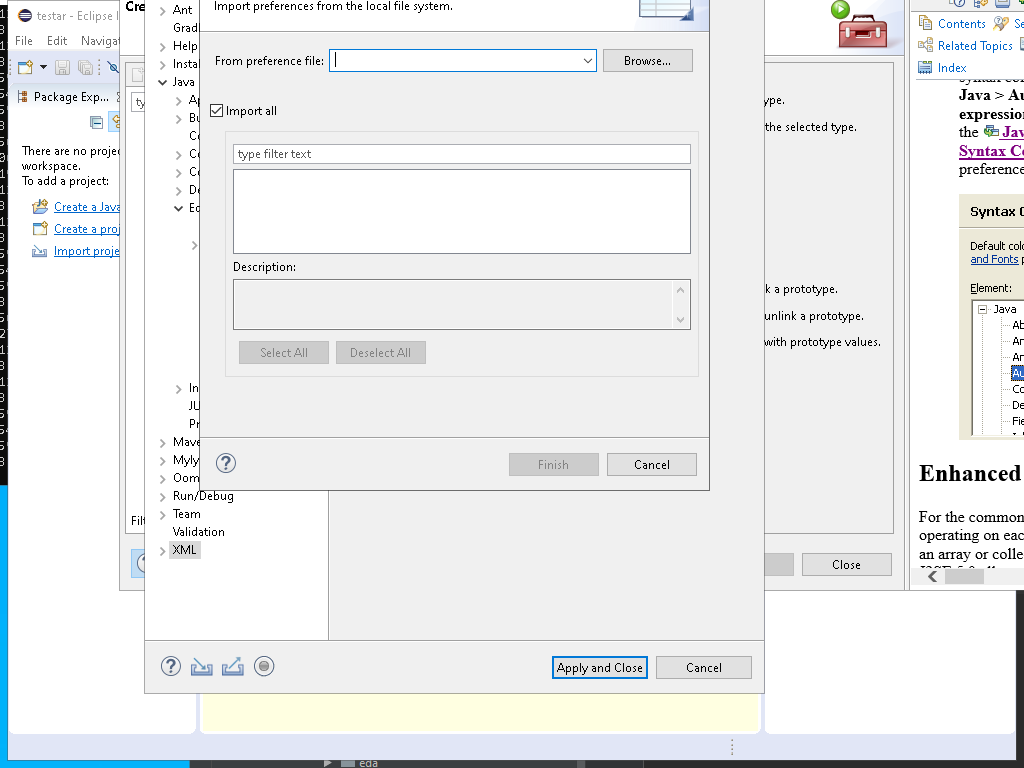 testar - Eclipse I
File Edit Navigat
Package Exp...
There are no projec
workspace.
To add a project:
Create a Java
Create a proj
Import proje
Cre
ty
Filt
Ant
Grad
Help
Instal
Java
Ap
Bu
Co
Co
Co
De
Ed
In
JU
Pr
Mave
Myly
Oom
Run/Debug
Team
Validation
XML
Import preferences from the local file system.
From preference file:
Browse...
Import all
type filter text
Description:
Select All
Deselect All
Finish
Cancel
Apply and Close
Cancel
ype.
the selected type.
k a prototype.
unlink a prototype.
with prototype values.
Close
Contents
Se
Related Topics
Index
syntax co
Java > Au
expression
the Jav
Syntax Co
preference
Syntax C
Default colo
and Fonts p
Element:
Java
Ab
An
An
Au
Co
De
Fie
Enhanced
For the common
operating on eac
an array or colle
eda